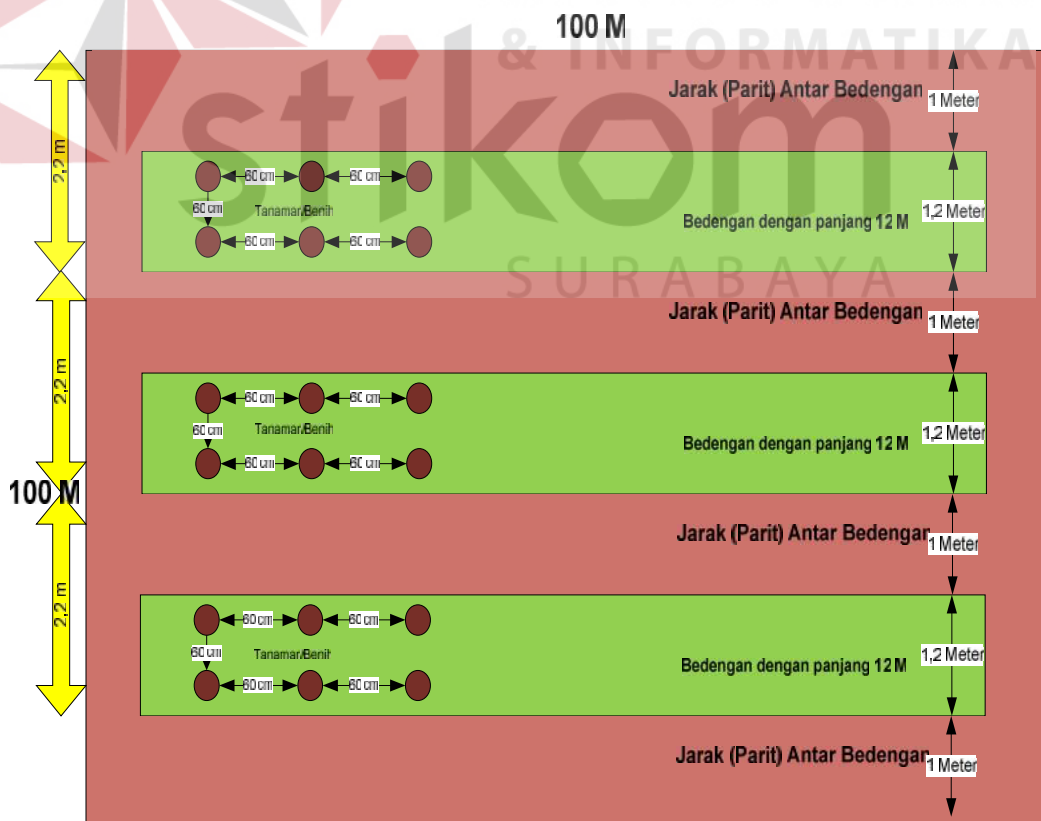 100 M
& INFORMATIKA
stikom
SURABAYA
Jarak (Parit) Antar Bedengan
1 Meter
2,2 m
60 cm
60 cm
60 cm
Tanamar/Benih
60 cm
60 cm
Bedengan dengan panjang 12 M
1,2 Meter
Jarak (Parit) Antar Bedengan
1 Meter
2,2 m
60 cm
60 cm
60 cm
Tanamar/Benih
60 cm
60 cm
Bedengan dengan panjang 12 M
1,2 Meter
100 M
Jarak (Parit) Antar Bedengan
1 Meter
2,2 m
60 cm
60 cm
60 cm
Tanamar/Benih
60 cm
60 cm
Bedengan dengan panjang 12 M
1,2 Meter
Jarak (Parit) Antar Bedengan
1 Meter